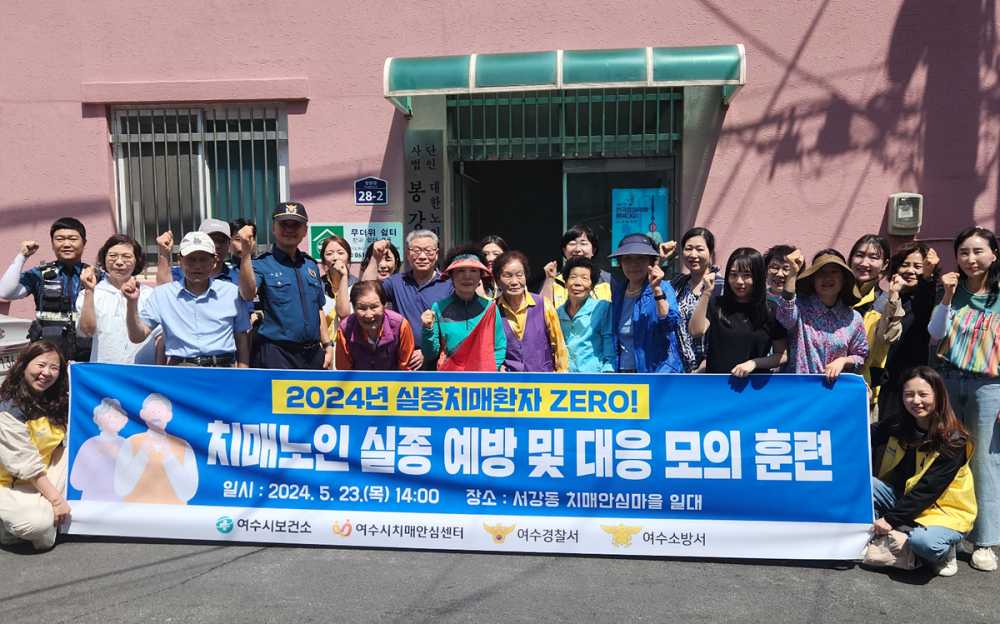 사단
법인
대한노
봉강
28-2
무더위 쉼터
2024년 실종치매환자 ZERO!
치매노인 실종 예방 및 대응 모의 훈련
일시 : 2024. 5. 23.(목) 14:00 장소 : 서강동 치매안심마을 일대
여수시보건소 여수시치매안심센터 여수경찰서 여수소방서